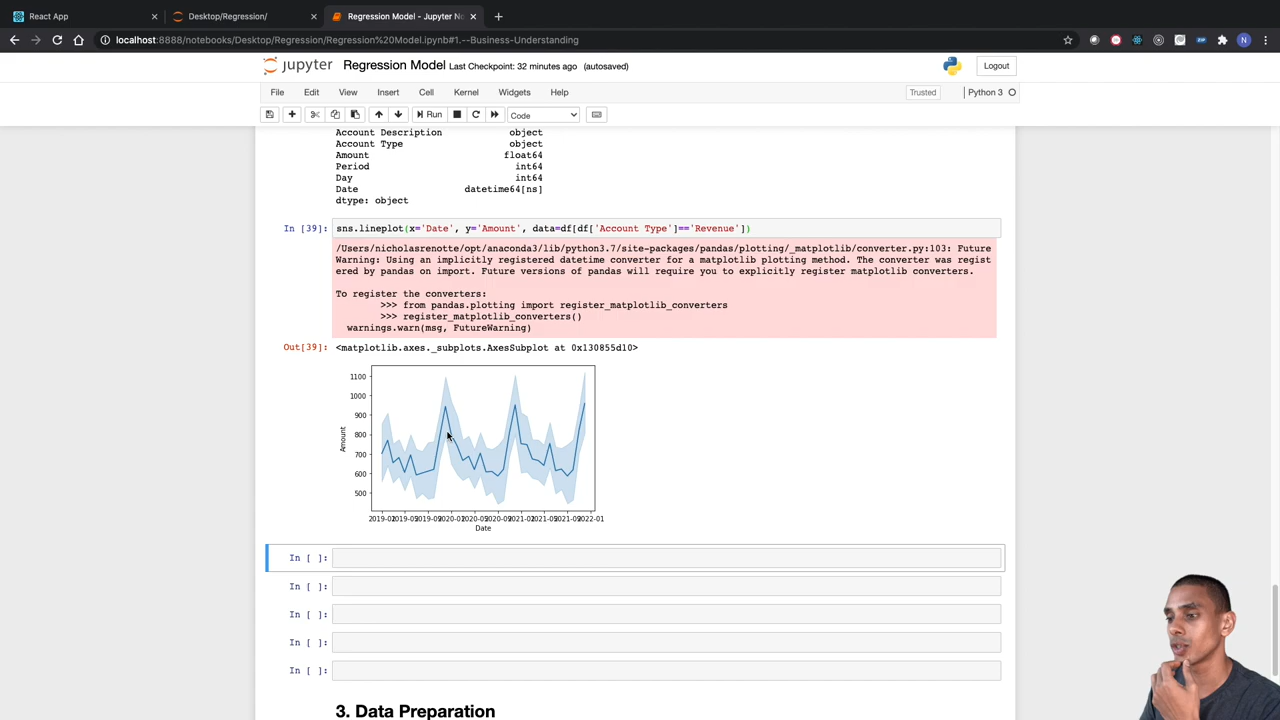 React App
Desktop/Regression/
Regression Model - Jupyter No
localhost:8888/notebooks/Desktop/Regression/Regression%20Model.ipynb#1.--Business-Understanding
N
jupyter Regression Model Last Checkpoint: 32 minutes ago (autosaved)
Logout
File Edit View Insert Cell Kernel Widgets Help
Trusted Python 3
Run Code
Account Description object
Account Type object
Amount float64
Period int64
Day int64
Date datetime64[ns]
dtype: object
In [39]: sns.lineplot(x='Date', y='Amount', data=df[df['Account Type']=='Revenue'])
/Users/nicholasrenotte/opt/anaconda3/lib/python3.7/site-packages/pandas/plotting/_matplotlib/converter.py:103: Future
Warning: Using an implicitly registered datetime converter for a matplotlib plotting method. The converter was regist
ered by pandas on import. Future versions of pandas will require you to explicitly register matplotlib converters.
To register the converters:
>>> from pandas.plotting import register_matplotlib_converters
>>> register_matplotlib_converters()
warnings.warn(msg, FutureWarning)
Out[39]: <matplotlib.axes._subplots.AxesSubplot at 0x130855d10>
1100
1000
900
800
700
600
500
Amount
2022-01
Date
In [ ]:
In [ ]:
In [ ]:
In [ ]:
In [ ]:
3. Data Preparation